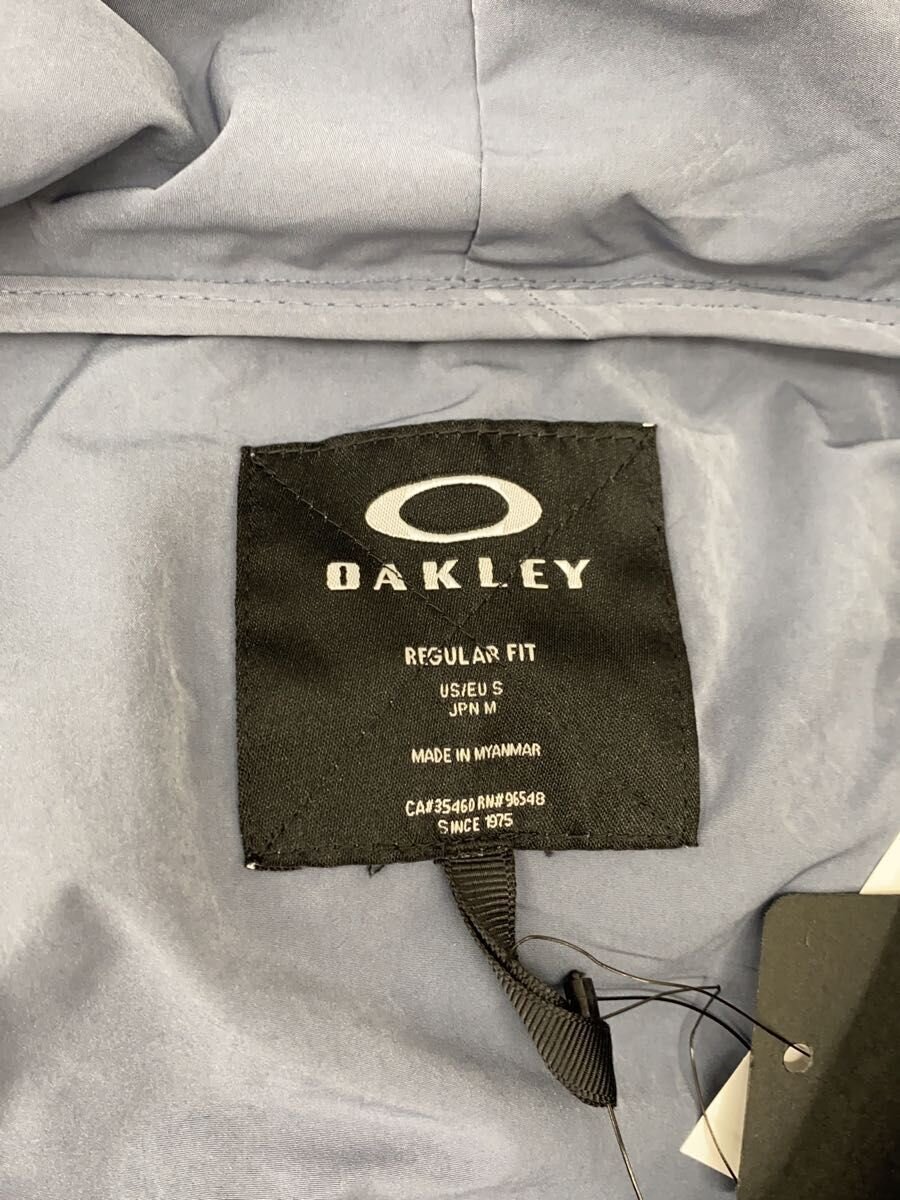 OAKLEY
REGULAR FIT
US/EU S
JPN M
MADE IN MYANMAR
CA#35460 RN#96548
SINCE 1975